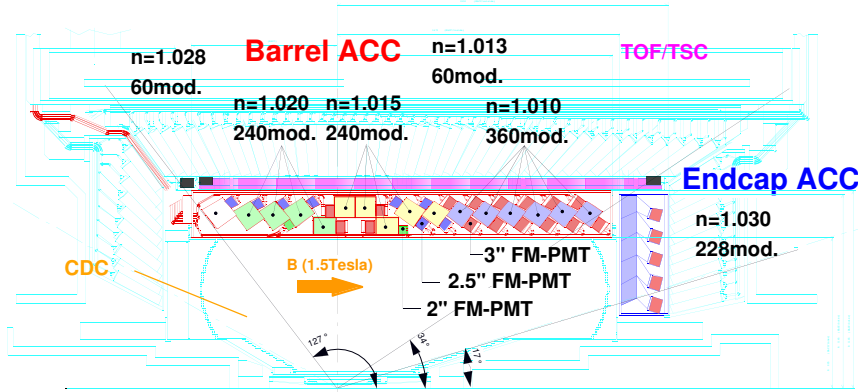 Barrel ACC
n=1.013
60mod.
TOF/TSC
n=1.028
60mod.
n=1.020
240mod.
n=1.015
240mod.
n=1.010
360mod.
Endcap ACC
n=1.030
228mod.
3" FM-PMT
2.5" FM-PMT
2" FM-PMT
B (1.5Tesla)
CDC
127°
34°
17°